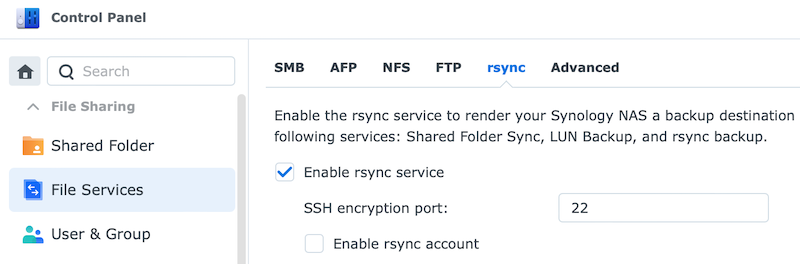 Control Panel
Search
File Sharing
Shared Folder
File Services
User & Group
SMB AFP NFS FTP rsync Advanced
Enable the rsync service to render your Synology NAS a backup destination
following services: Shared Folder Sync, LUN Backup, and rsync backup.
Enable rsync service
SSH encryption port: 22
Enable rsync account